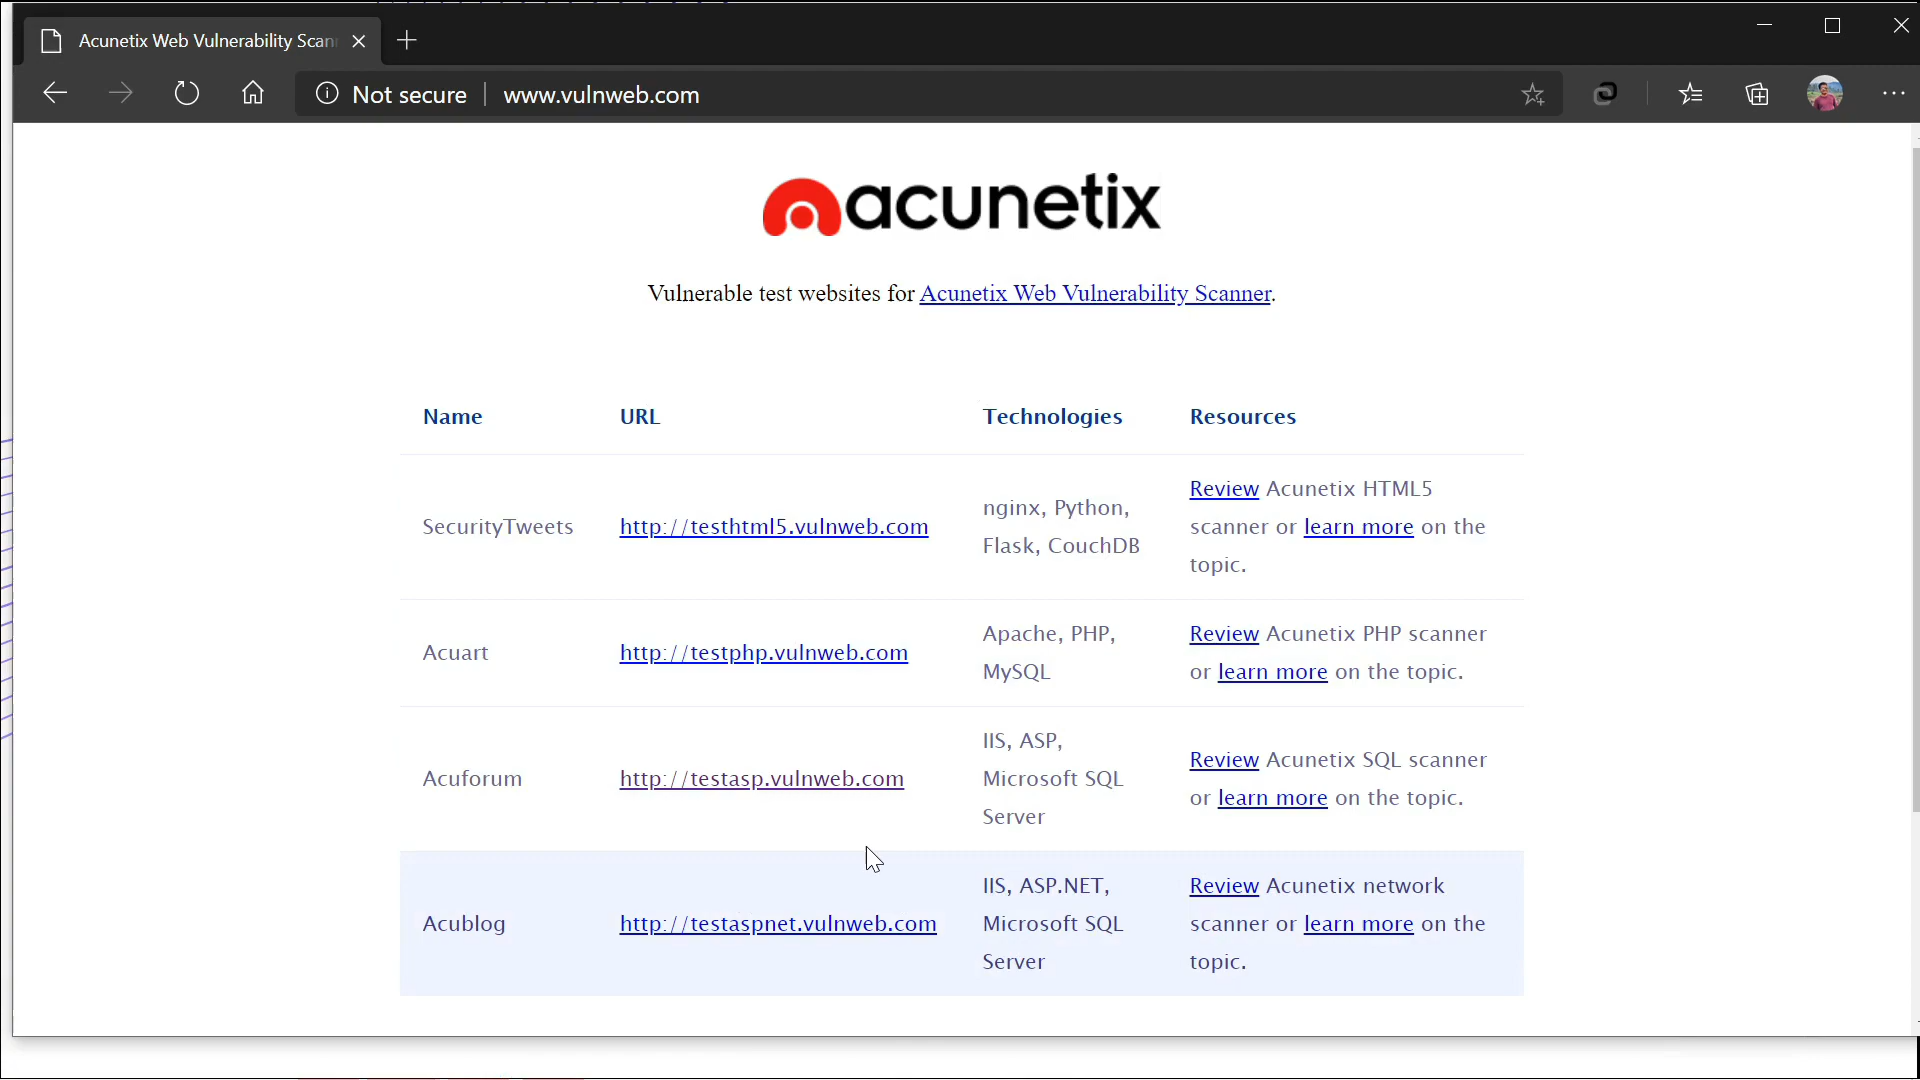 Acunetix Web Vulnerability Scan
Not secure www.vulnweb.com
acunetix
Vulnerable test websites for Acunetix Web Vulnerability Scanner.
Name URL Technologies Resources
SecurityTweets http://testhtml5.vulnweb.com nginx, Python,
Flask, CouchDB
Review Acunetix HTML5
scanner or learn more on the
topic.
Acuart http://testphp.vulnweb.com Apache, PHP,
MySQL
Review Acunetix PHP scanner
or learn more on the topic.
Acuforum http://testasp.vulnweb.com IIS, ASP,
Microsoft SQL
Server
Review Acunetix SQL scanner
or learn more on the topic.
Acublog http://testaspnet.vulnweb.com IIS, ASP.NET,
Microsoft SQL
Server
Review Acunetix network
scanner or learn more on the
topic.